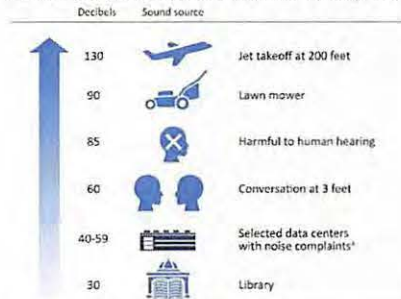 Decibels Sound source
130 Jet takeoff at 200 feet
90 Lawn mower
85 Harmful to human hearing
60 Conversation at 3 feet
40-59 Selected data centers
with noise complaints
30 Library